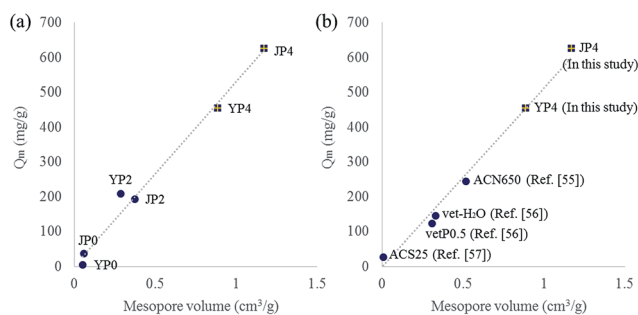 (a)
700
600
500
400
300
200
100
0
Qm (mg/g)
JP4
YP4
YP2
JP2
JP0
YP0
0
0.5
1
1.5
Mesopore volume (cm³/g)
(b)
700
600
500
400
300
200
100
0
Qm (mg/g)
JP4
(In this study)
YP4 (In this study)
ACN650 (Ref. [55])
vet-H₂O (Ref. [56])
vetP0.5 (Ref. [56])
ACS25 (Ref. [57])
0
0.5
1
1.5
Mesopore volume (cm³/g)